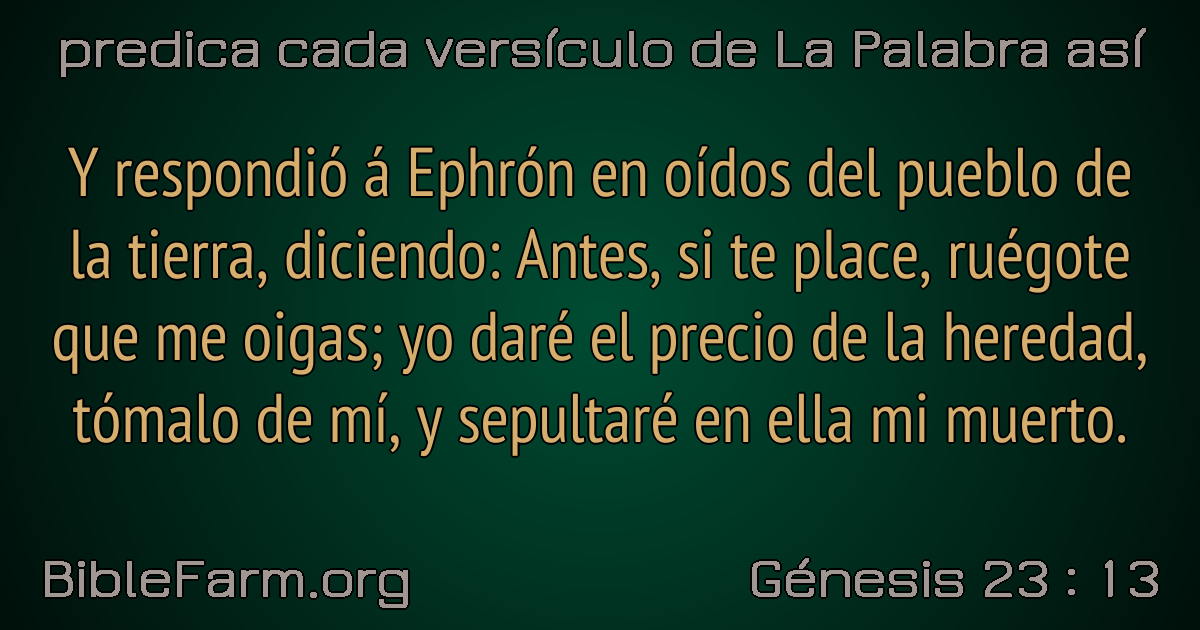 predica cada versículo de La Palabra así
Y respondió á Ephrón en oídos del pueblo de
la tierra, diciendo: Antes, si te place, ruégote
que me oigas; yo daré el precio de la heredad,
tómalo de mí, y sepultaré en ella mi muerto.
BibleFarm.org
Génesis 23 : 13